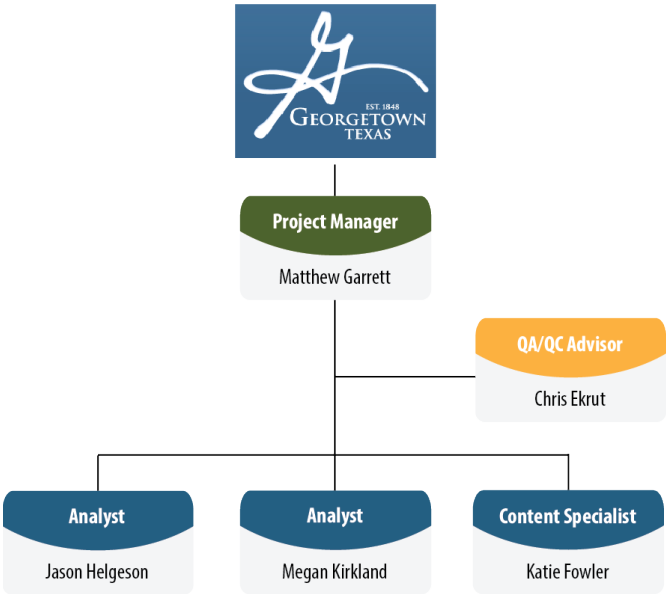 EST. 1848
GEORGETOWN
TEXAS
Project Manager
Matthew Garrett
QA/QC Advisor
Chris Ekrut
Analyst
Jason Helgeson
Analyst
Megan Kirkland
Content Specialist
Katie Fowler